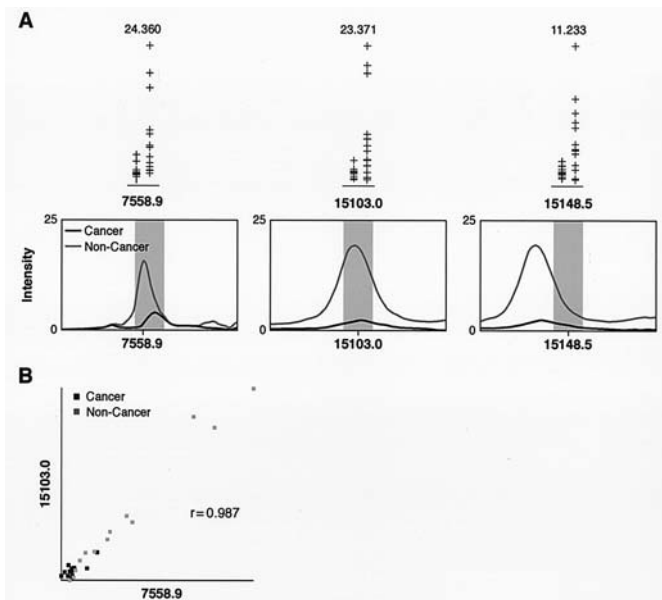 A
24.360 23.371 11.233
7558.9 15103.0 15148.5
25 25 25
Cancer
Non-Cancer
Intensity
0 0 0
7558.9 15103.0 15148.5
B
Cancer
Non-Cancer
15103.0
r=0.987
7558.9